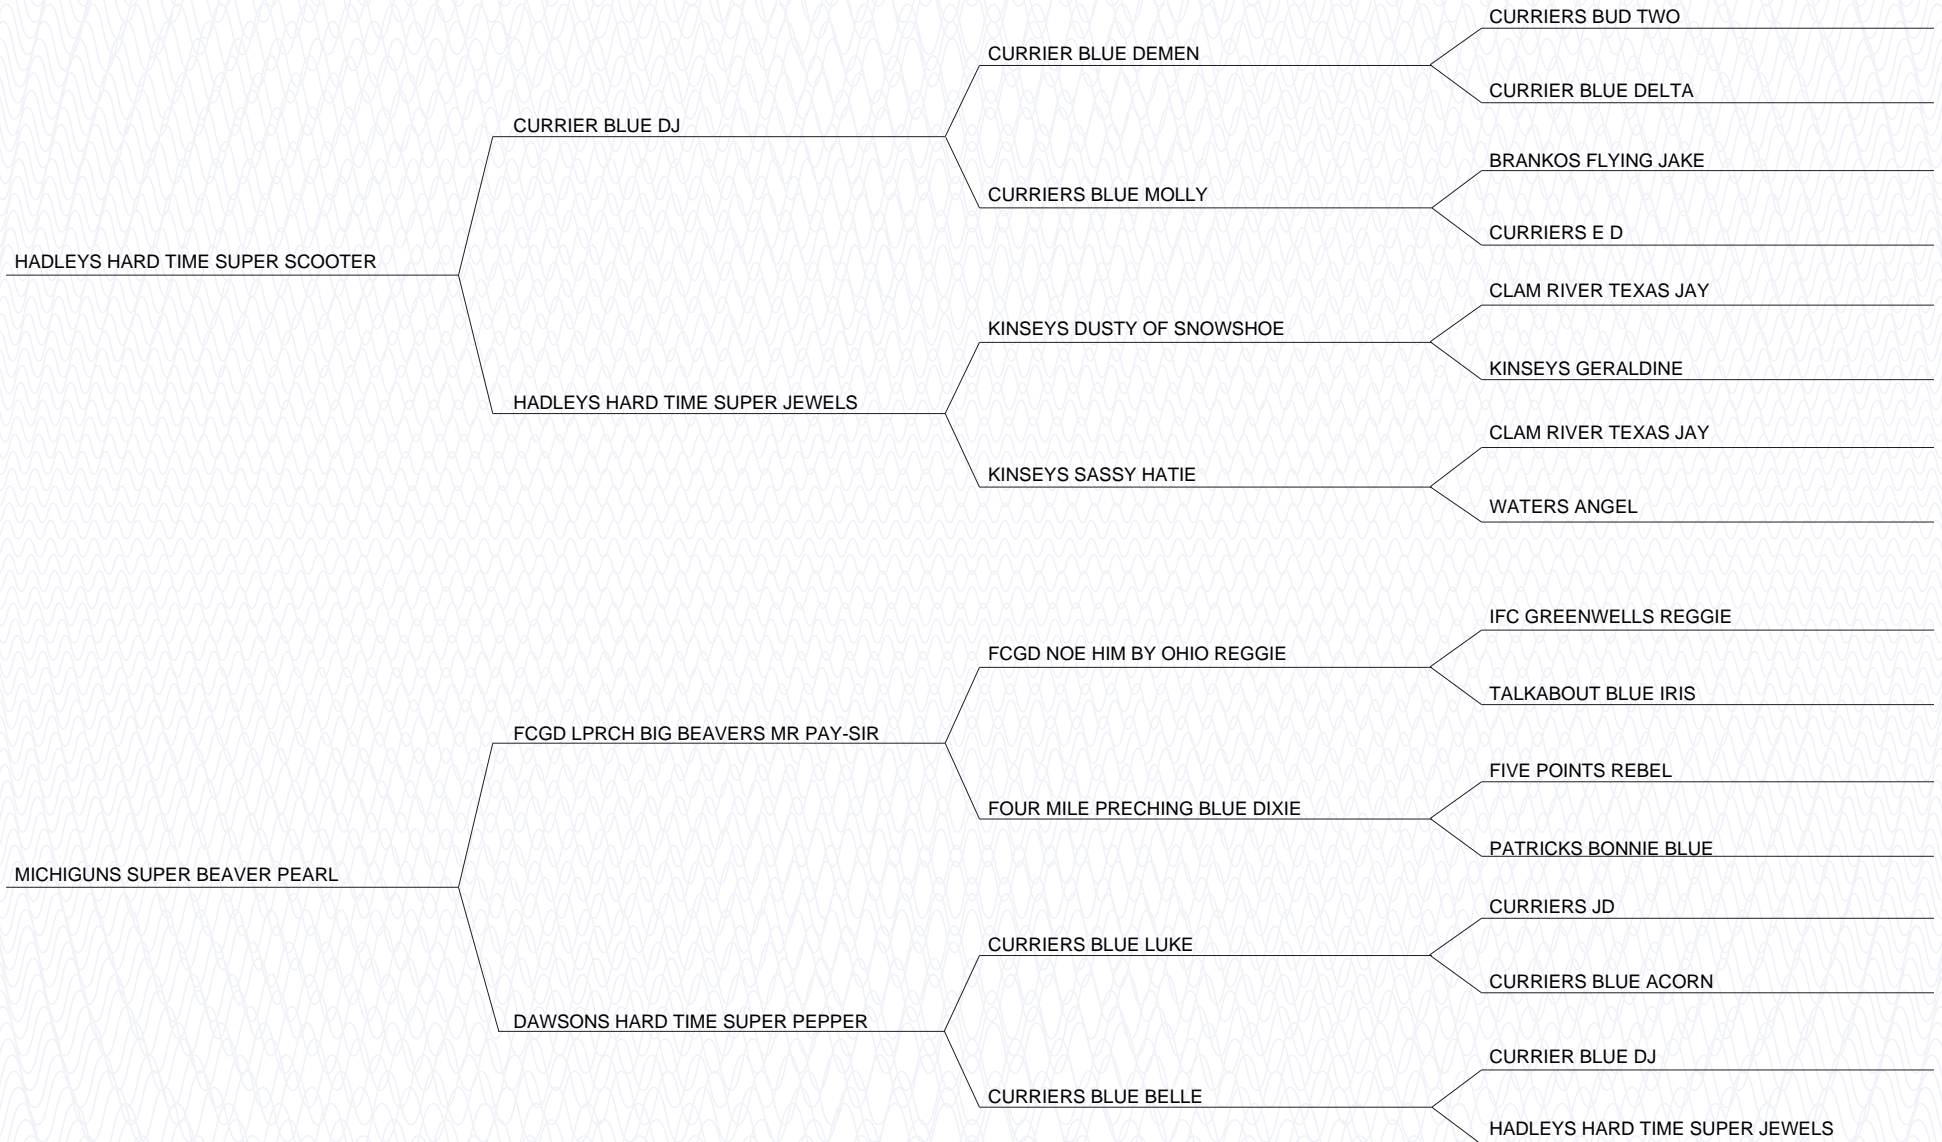 CURRIERS BUD TWO
CURRIER BLUE DEMEN
CURRIER BLUE DELTA
CURRIER BLUE DJ
BRANKOS FLYING JAKE
CURRIERS BLUE MOLLY
CURRIERS E D
HADLEYS HARD TIME SUPER SCOOTER
CLAM RIVER TEXAS JAY
KINSEYS DUSTY OF SNOWSHOE
KINSEYS GERALDINE
HADLEYS HARD TIME SUPER JEWELS
CLAM RIVER TEXAS JAY
KINSEYS SASSY HATIE
WATERS ANGEL
IFC GREENWELLS REGGIE
FCGD NOE HIM BY OHIO REGGIE
TALKABOUT BLUE IRIS
FCGD LPRCH BIG BEAVERS MR PAY-SIR
FIVE POINTS REBEL
FOUR MILE PRECHING BLUE DIXIE
PATRICKS BONNIE BLUE
MICHIGUNS SUPER BEAVER PEARL
CURRIERS JD
CURRIERS BLUE LUKE
CURRIERS BLUE ACORN
DAWSONS HARD TIME SUPER PEPPER
CURRIER BLUE DJ
CURRIERS BLUE BELLE
HADLEYS HARD TIME SUPER JEWELS